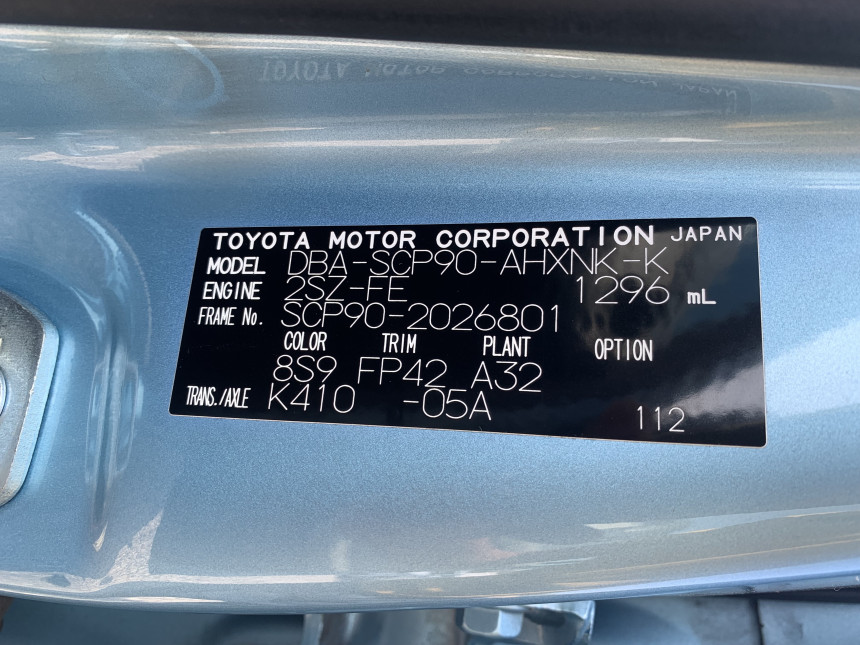 TOYOTA MOTOR CORPORATION JAPAN
MODEL DBA-SCP90-AHXNK-K
ENGINE 2SZ-FE 1296 mL
FRAME No. SCP90-2026801
COLOR TRIM PLANT OPTION
8S9 FP42 A32
TRANS./AXLE K410 -05A
112